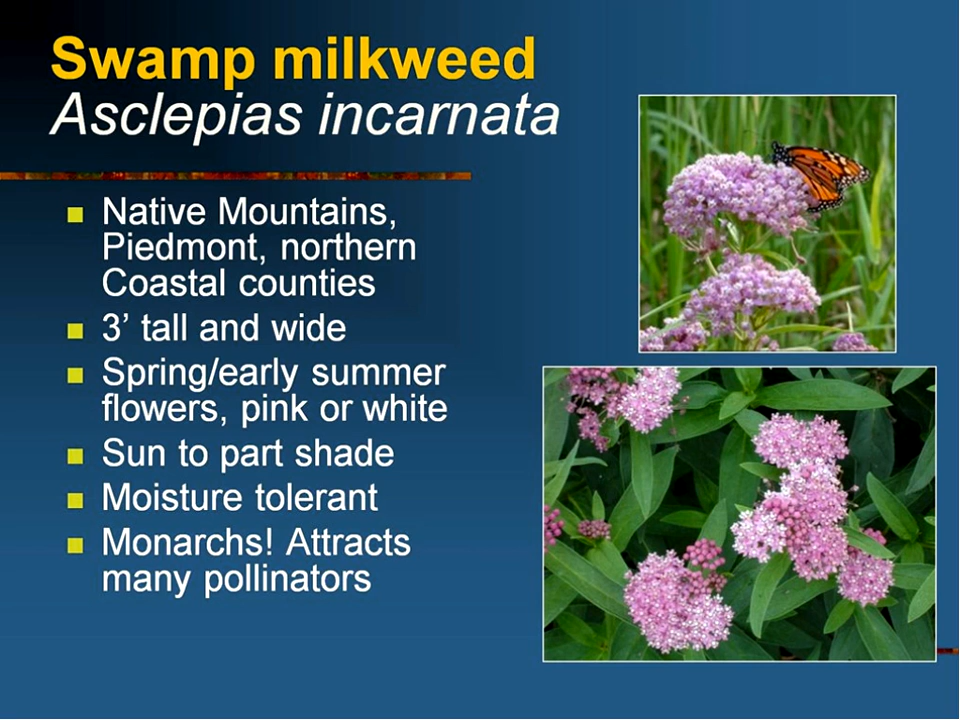 Swamp milkweed
Asclepias incarnata
Native Mountains,
Piedmont, northern
Coastal counties
3’ tall and wide
Spring/early summer
flowers, pink or white
Sun to part shade
Moisture tolerant
Monarchs! Attracts
many pollinators